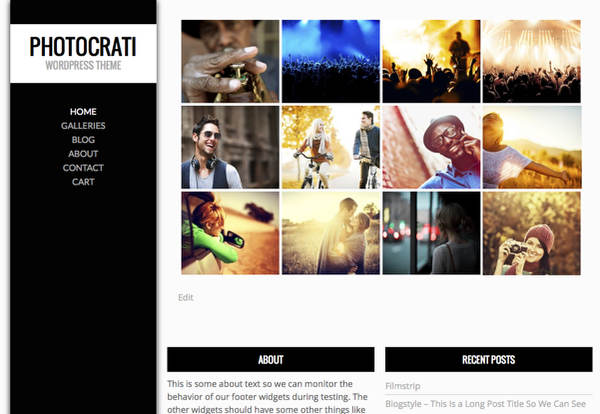 PHOTOCRATI
WORDPRESS THEME
HOME
GALLERIES
BLOG
ABOUT
CONTACT
CART
Edit
ABOUT
This is some about text so we can monitor the
behavior of our footer widgets during testing. The
other widgets should have some other things like
RECENT POSTS
Filmstrip
Blogstyle – This Is a Long Post Title So We Can See